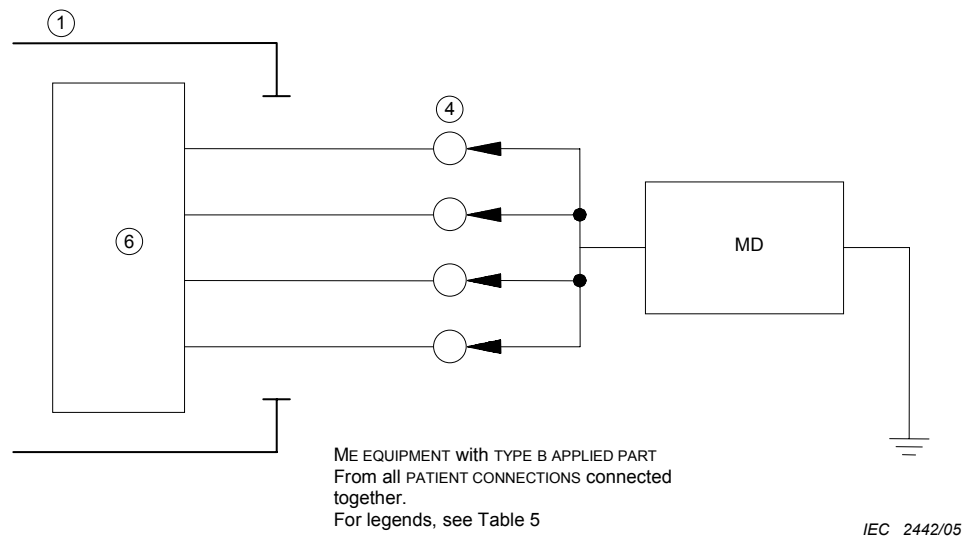 1
4
6
MD
ME EQUIPMENT with TYPE B APPLIED PART
From all PATIENT CONNECTIONS connected
together.
For legends, see Table 5
IEC 2442/05